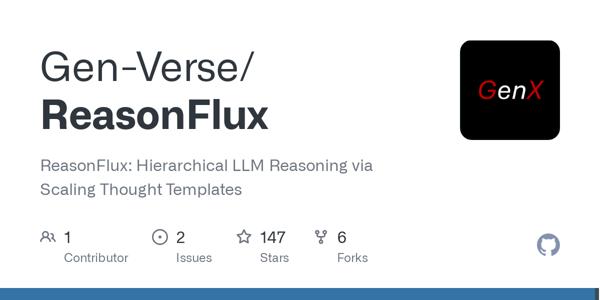 Gen-Verse/
ReasonFlux
GenX
ReasonFlux: Hierarchical LLM Reasoning via
Scaling Thought Templates
1
Contributor
2
Issues
147
Stars
6
Forks